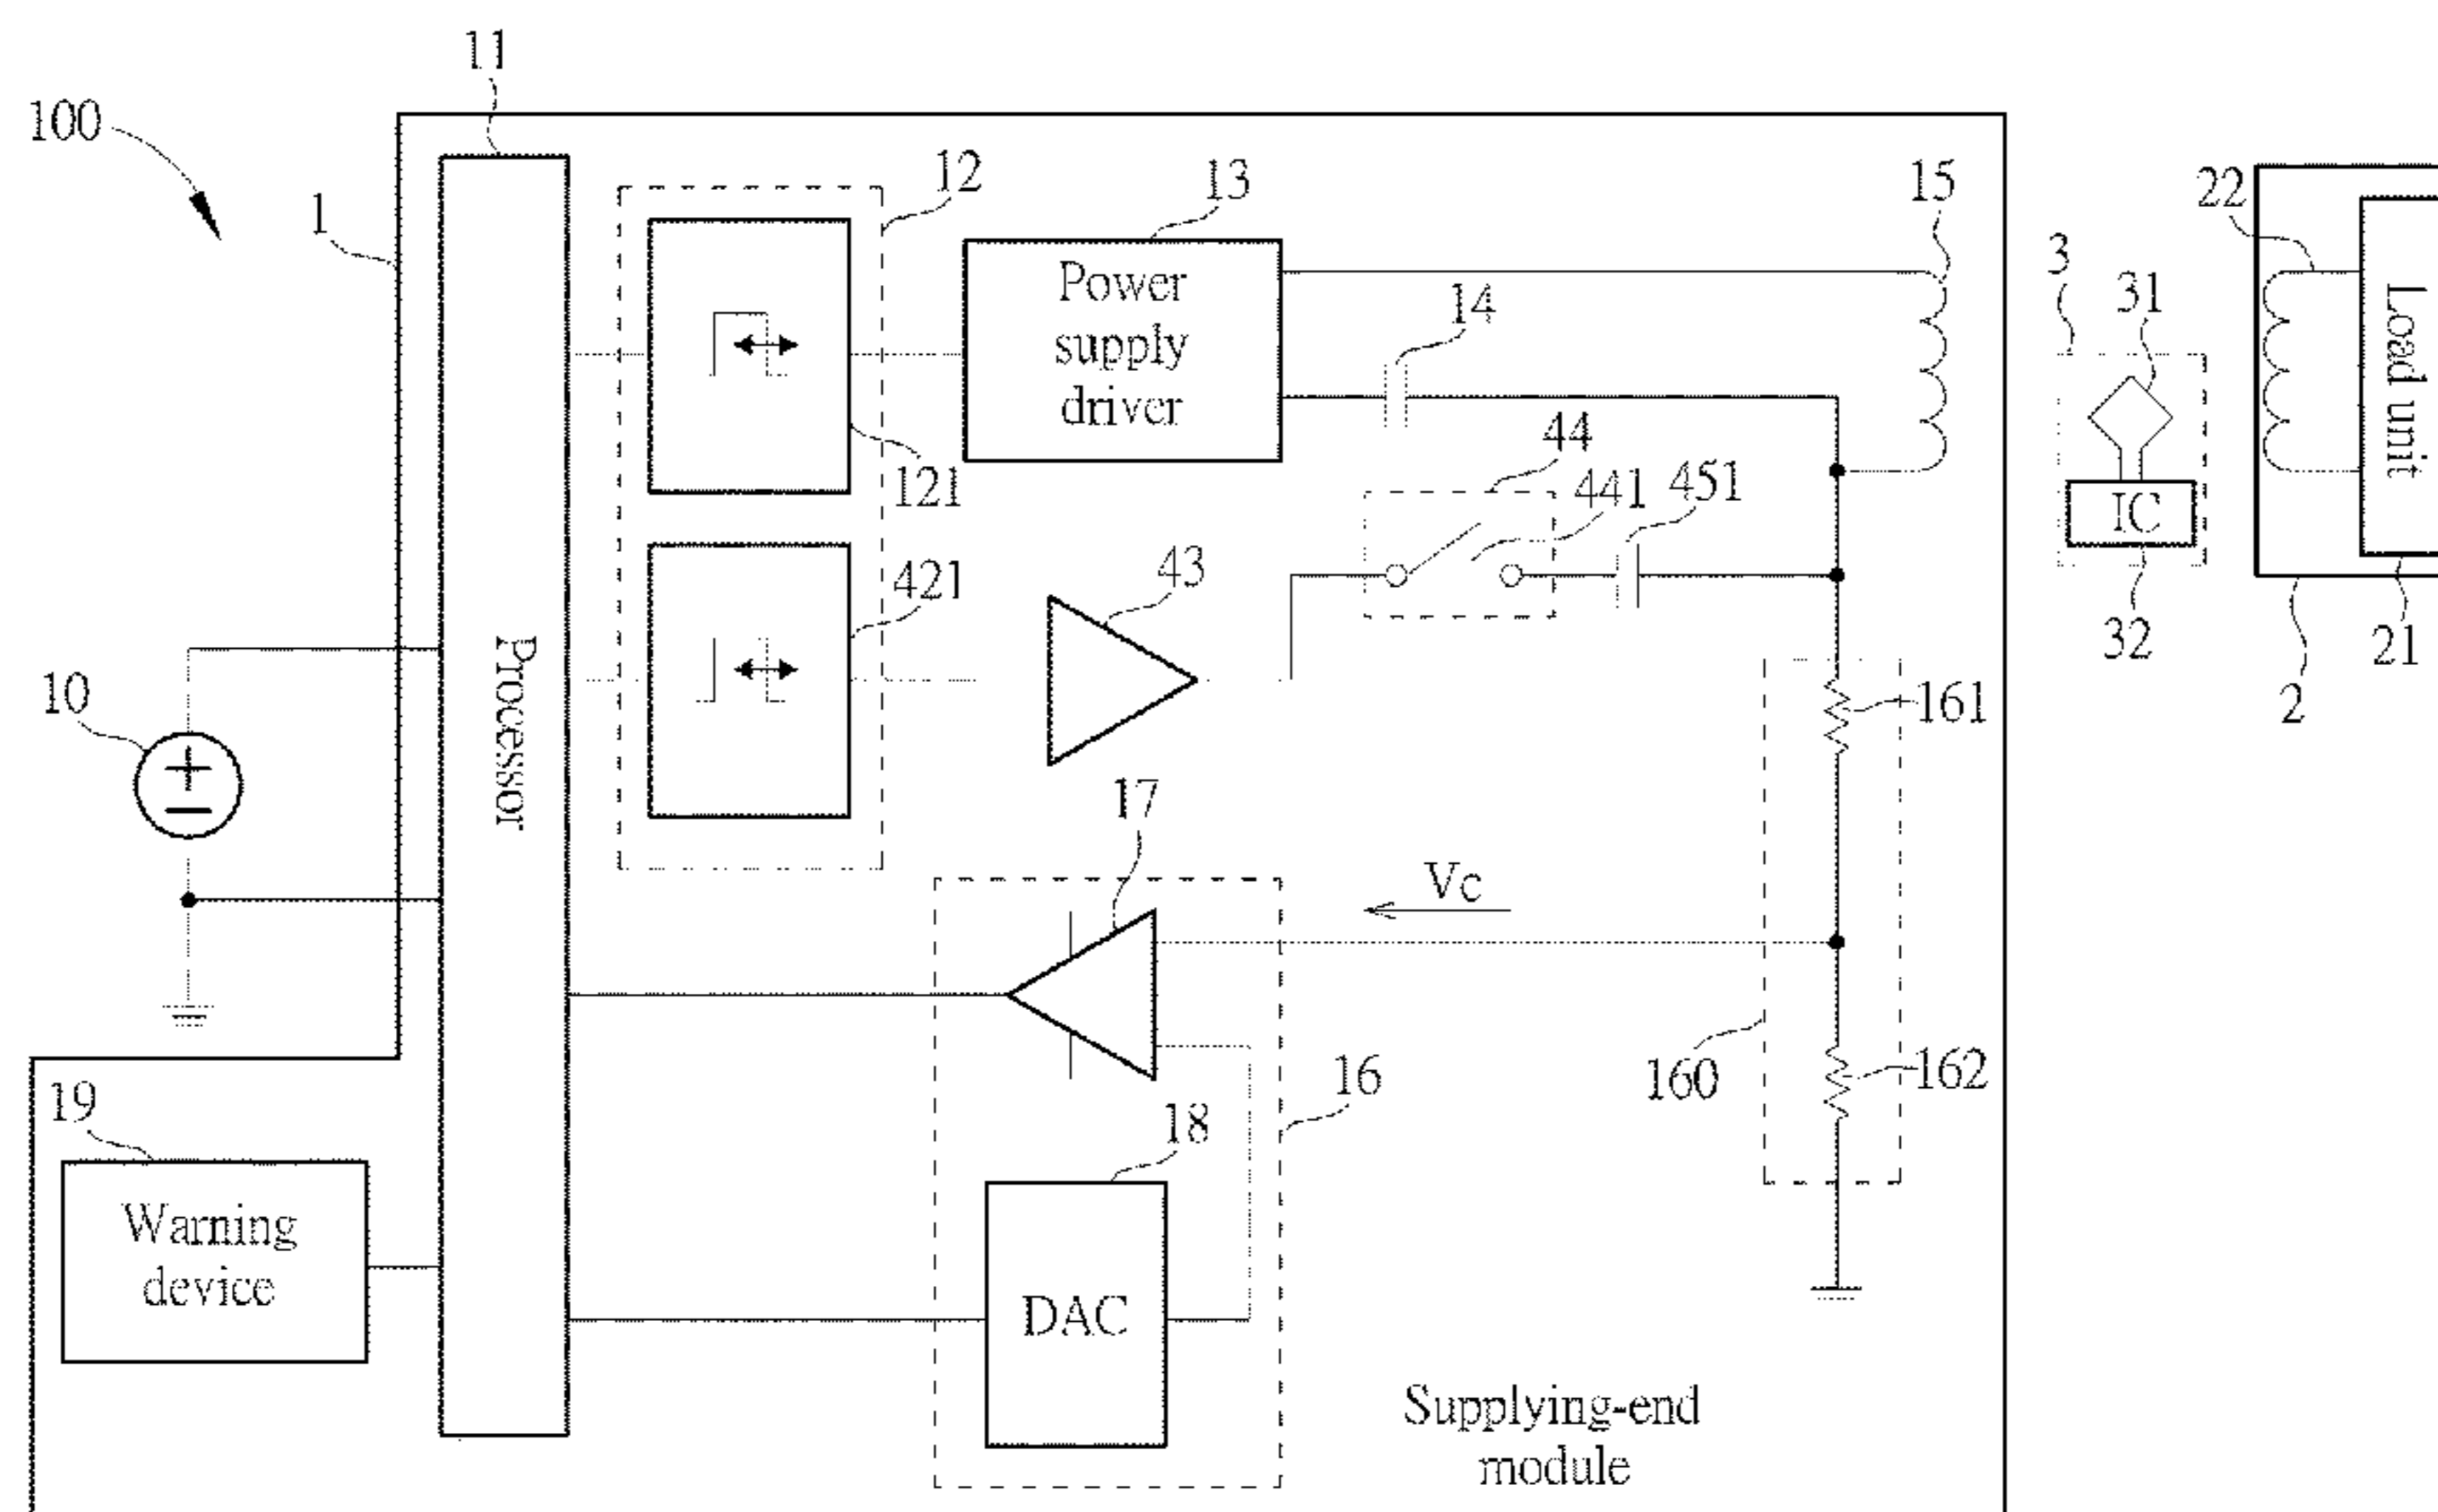 11
100
1
12
13
15
22
3
31
14
Power
supply
driver
Load unit
44
441
451
121
IC
43
421
32
21
2
Processor
10
161
17
Vc
160
162
16
19
18
Warning
device
DAC
Supplying-end
module